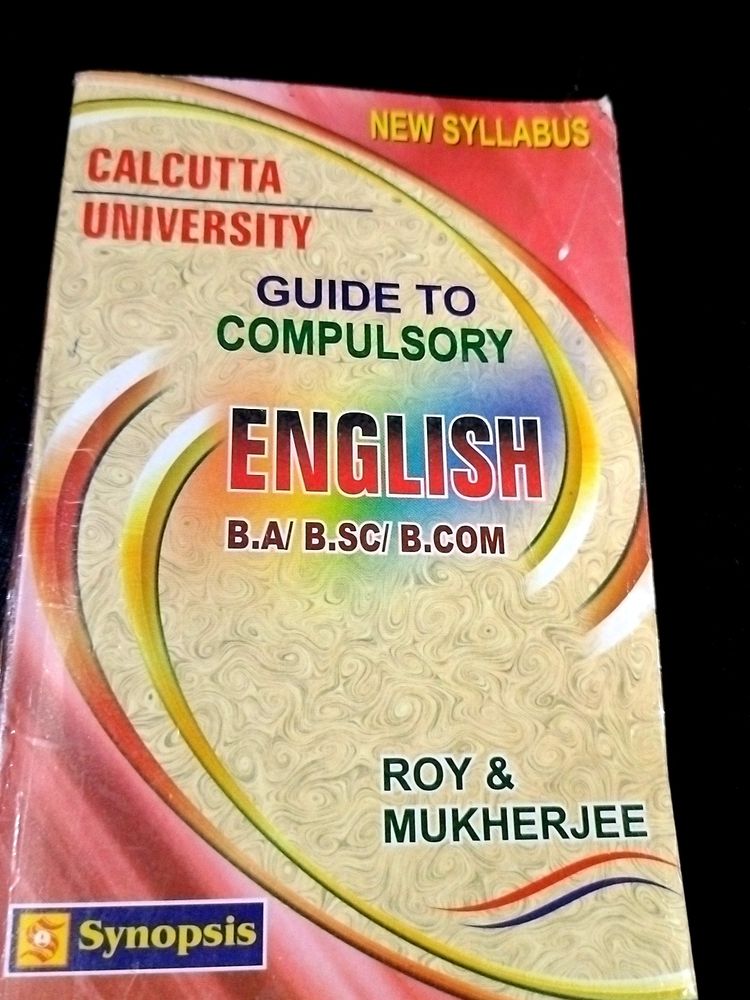 NEW SYLLABUS
CALCUTTA
UNIVERSITY
GUIDE TO
COMPULSORY
ENGLISH
B.A/ B.SC/ B.COM
ROY &
MUKHERJEE
S Synopsis